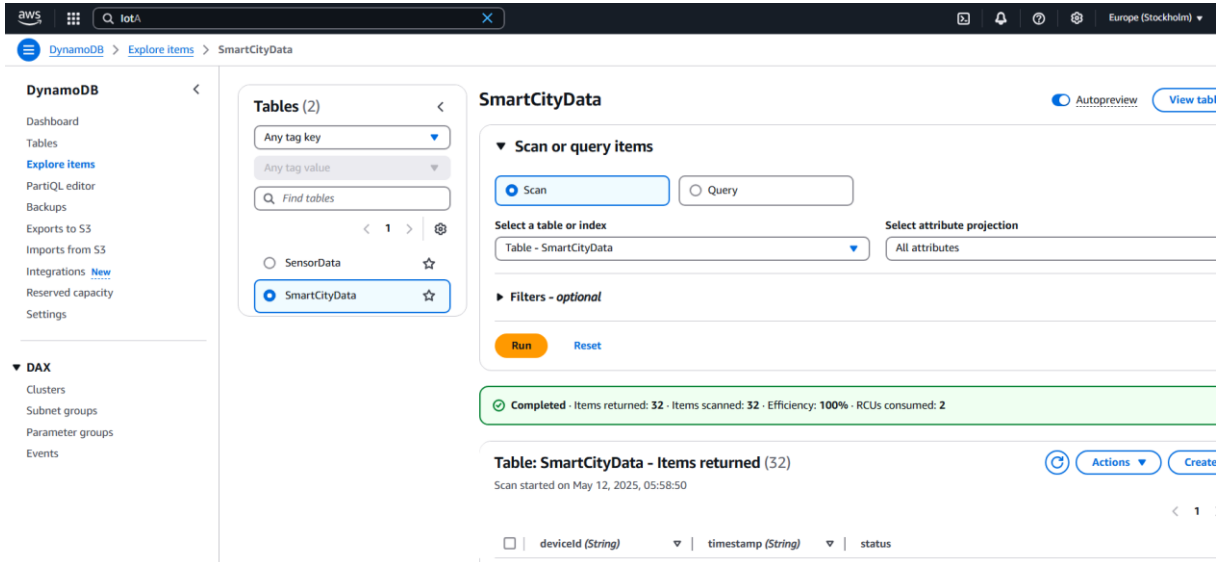 aws
IotA
Europe (Stockholm)
DynamoDB > Explore items > SmartCityData
DynamoDB
Dashboard
Tables
Explore items
PartiQL editor
Backups
Exports to S3
Imports from S3
Integrations New
Reserved capacity
Settings
DAX
Clusters
Subnet groups
Parameter groups
Events
Tables (2)
Any tag key
Any tag value
Find tables
< 1 >
SensorData
SmartCityData
SmartCityData
Autopreview
View tabl
Scan or query items
Scan
Query
Select a table or index
Table - SmartCityData
Select attribute projection
All attributes
Filters - optional
Run
Reset
Completed · Items returned: 32 · Items scanned: 32 · Efficiency: 100% · RCUs consumed: 2
Table: SmartCityData - Items returned (32)
Scan started on May 12, 2025, 05:58:50
Actions
Create
< 1
deviceId (String)
timestamp (String)
status